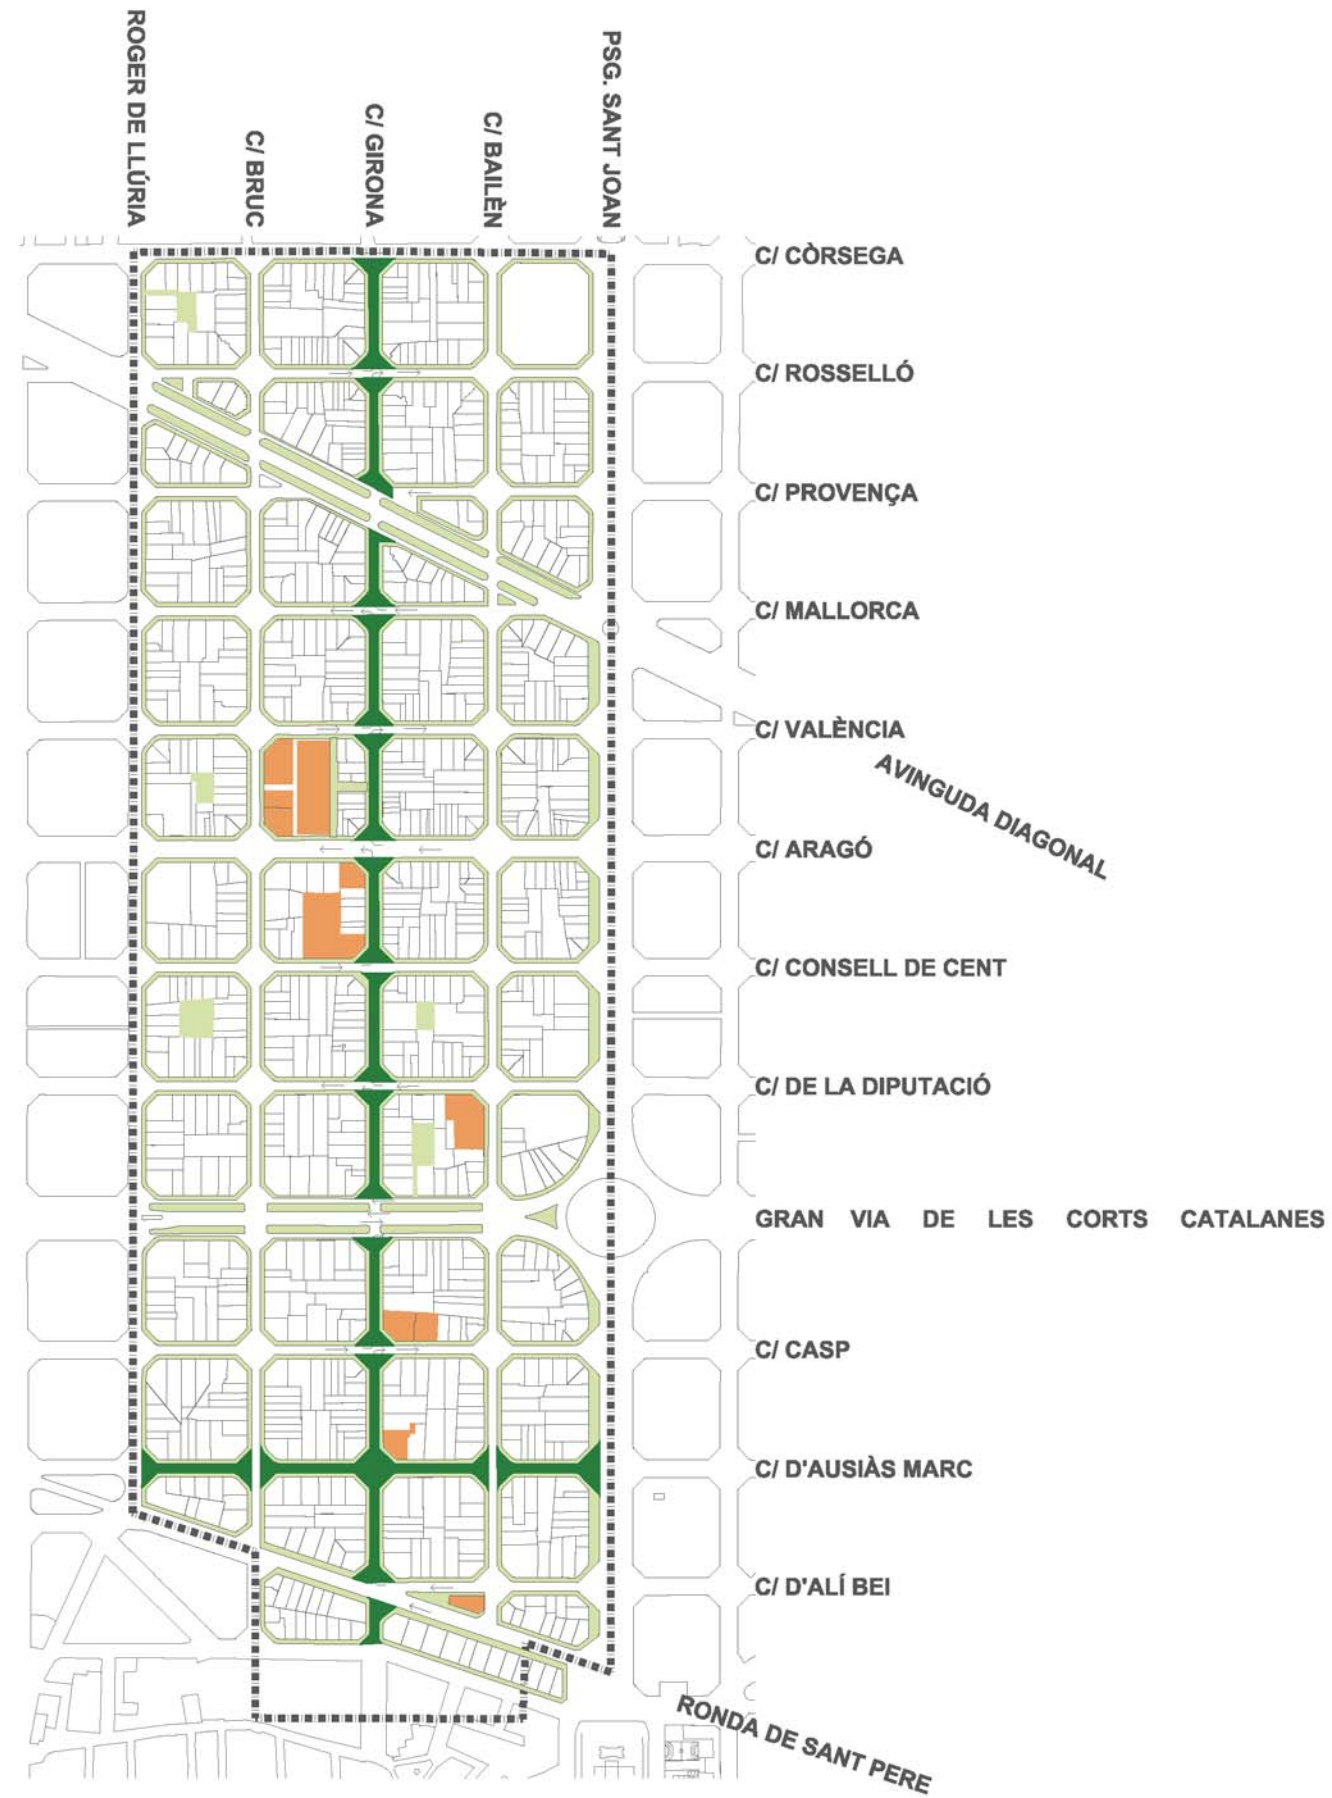 ROGER DE LLÚRIA
C/ BRUC
C/ GIRONA
C/ BAILÈN
PSG. SANT JOAN
C/ CÒRSEGA
C/ ROSSELLÓ
C/ PROVENÇA
C/ MALLORCA
C/ VALÈNCIA
AVINGUDA DIAGONAL
C/ ARAGÓ
C/ CONSELL DE CENT
C/ DE LA DIPUTACIÓ
GRAN VIA DE LES CORTS CATALANES
C/ CASP
C/ D'AUSIÀS MARC
C/ D'ALÍ BEI
RONDA DE SANT PERE